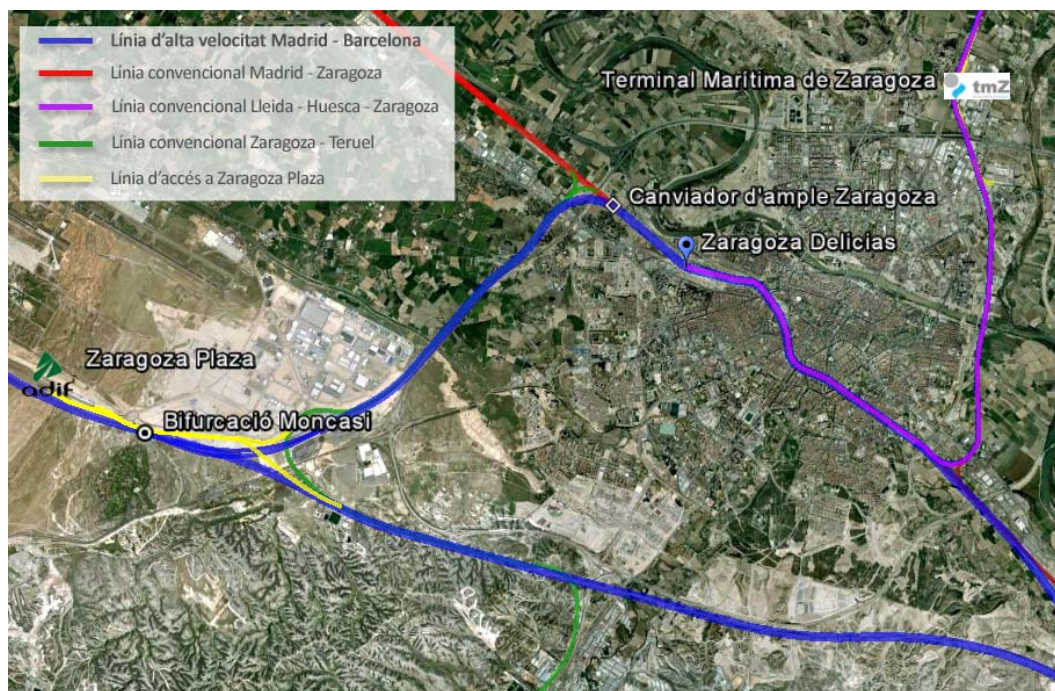 Línia d'alta velocitat Madrid - Barcelona
Línia convencional Madrid - Zaragoza
Línia convencional Lleida - Huesca - Zaragoza
Línia convencional Zaragoza - Teruel
Línia d'accés a Zaragoza Plaza
Terminal Marítima de Zaragoza
tmZ
Canviador d'ample Zaragoza
Zaragoza Delicias
Zaragoza Plaza
adif
Bifurcació Moncasi